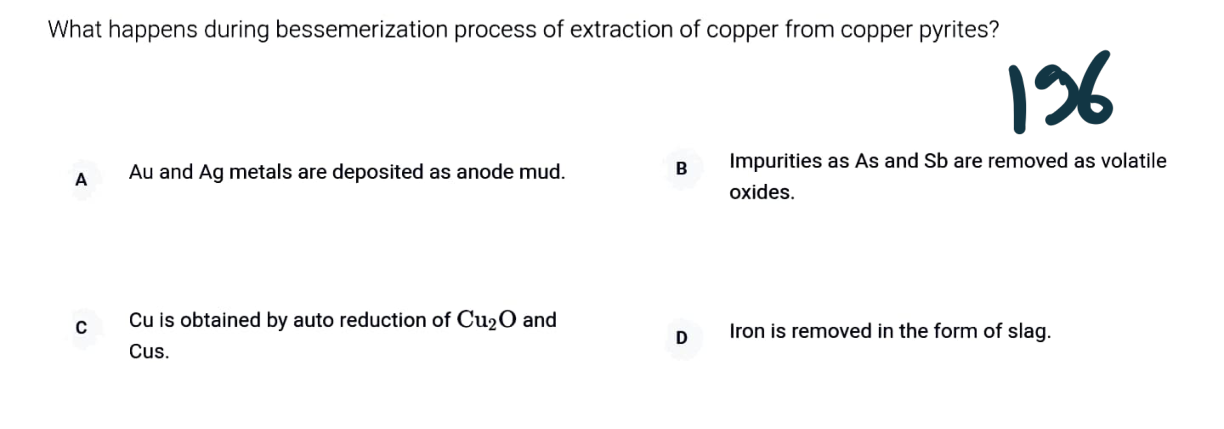 What happens during bessemerization process of extraction of copper from copper pyrites?
196
A Au and Ag metals are deposited as anode mud.
B Impurities as As and Sb are removed as volatile
oxides.
C Cu is obtained by auto reduction of Cu₂O and
Cus.
D Iron is removed in the form of slag.